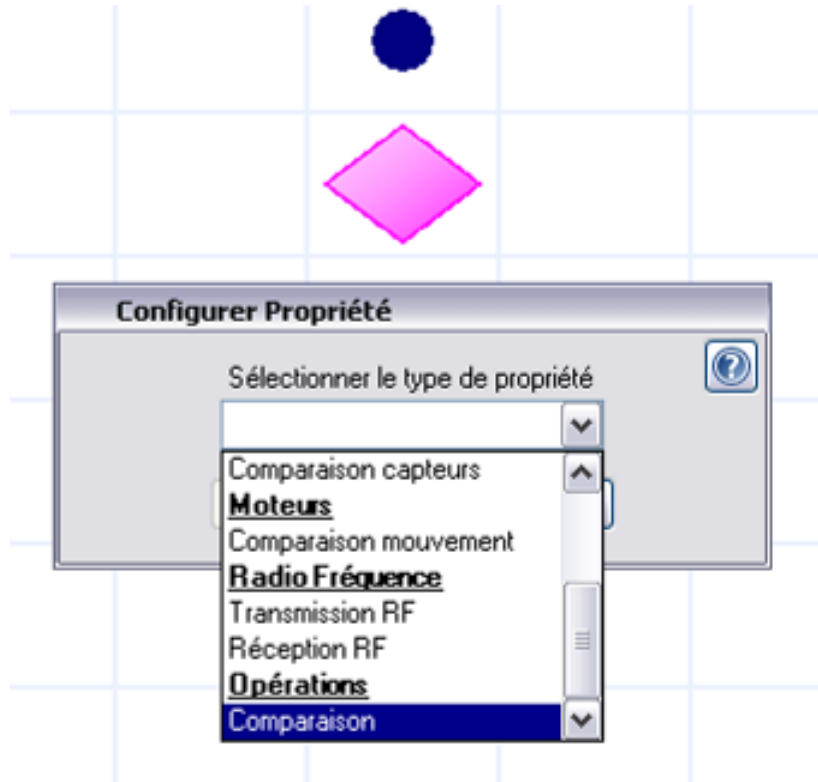 Configurer Propriété
Sélectionner le type de propriété
Comparaison capteurs
Moteurs
Comparaison mouvement
Radio Fréquence
Transmission RF
Réception RF
Opérations
Comparaison